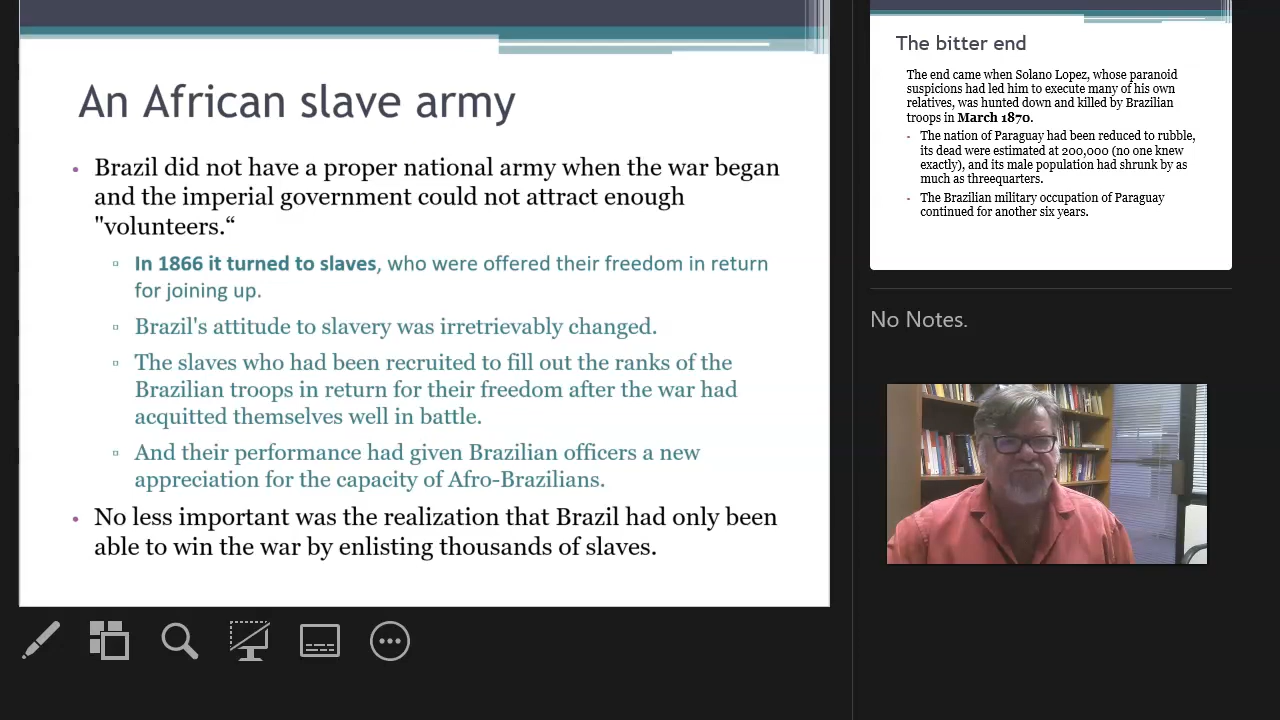 An African slave army
• Brazil did not have a proper national army when the war began
and the imperial government could not attract enough
"volunteers.“
▫ In 1866 it turned to slaves, who were offered their freedom in return
for joining up.
▫ Brazil's attitude to slavery was irretrievably changed.
▫ The slaves who had been recruited to fill out the ranks of the
Brazilian troops in return for their freedom after the war had
acquitted themselves well in battle.
▫ And their performance had given Brazilian officers a new
appreciation for the capacity of Afro-Brazilians.
• No less important was the realization that Brazil had only been
able to win the war by enlisting thousands of slaves.
The bitter end
The end came when Solano Lopez, whose paranoid
suspicions had led him to execute many of his own
relatives, was hunted down and killed by Brazilian
troops in March 1870.
- The nation of Paraguay had been reduced to rubble,
its dead were estimated at 200,000 (no one knew
exactly), and its male population had shrunk by as
much as threequarters.
- The Brazilian military occupation of Paraguay
continued for another six years.
No Notes.